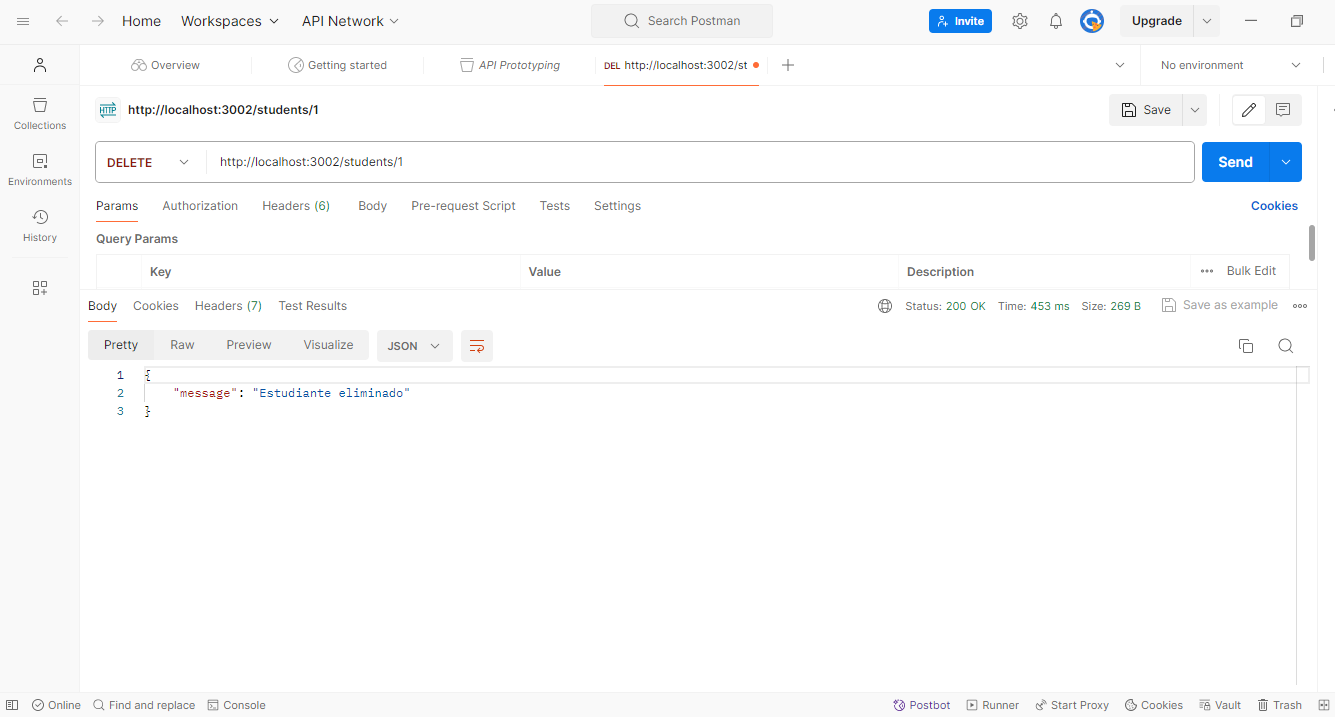 Home Workspaces API Network Search Postman Invite Upgrade
Overview Getting started API Prototyping DEL http://localhost:3002/st No environment
HTTP http://localhost:3002/students/1 Save
Collections
DELETE http://localhost:3002/students/1 Send
Environments
Params Authorization Headers (6) Body Pre-request Script Tests Settings Cookies
History
Query Params
Key Value Description Bulk Edit
Body Cookies Headers (7) Test Results Status: 200 OK Time: 453 ms Size: 269 B Save as example
Pretty Raw Preview Visualize JSON
1 {
2 "message": "Estudiante eliminado"
3 }
Online Find and replace Console Postbot Runner Start Proxy Cookies Vault Trash